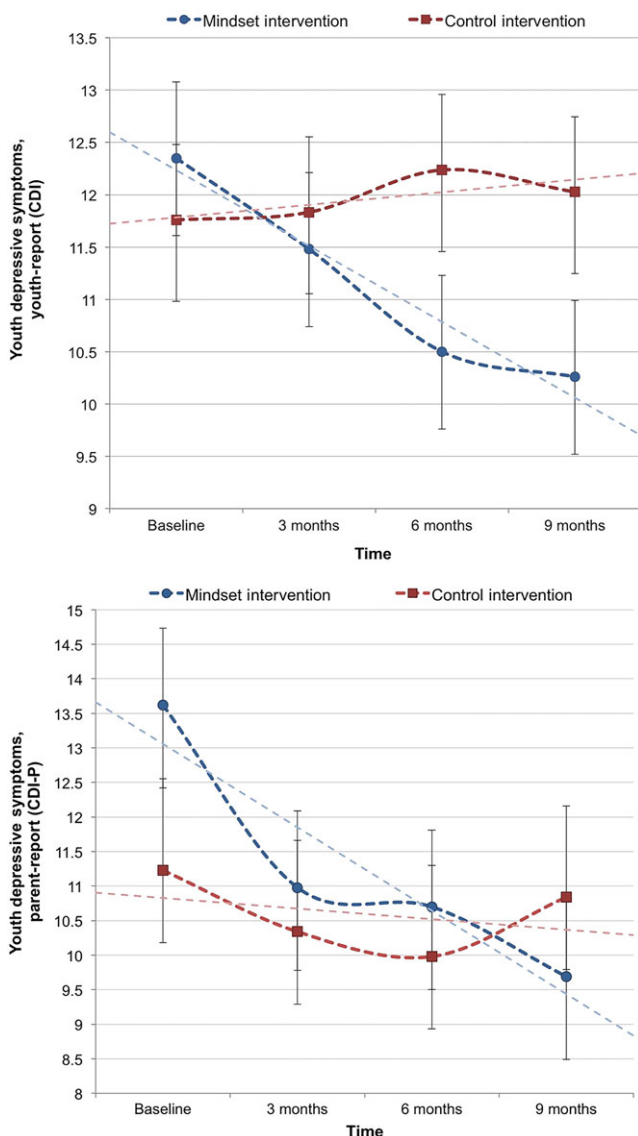 Mindset intervention Control intervention
Youth depressive symptoms,
youth-report (CDI)
13.5
13
12.5
12
11.5
11
10.5
10
9.5
9
Baseline 3 months 6 months 9 months
Time
Mindset intervention Control intervention
Youth depressive symptoms,
parent-report (CDI-P)
15
14.5
14
13.5
13
12.5
12
11.5
11
10.5
10
9.5
9
8.5
8
Baseline 3 months 6 months 9 months
Time